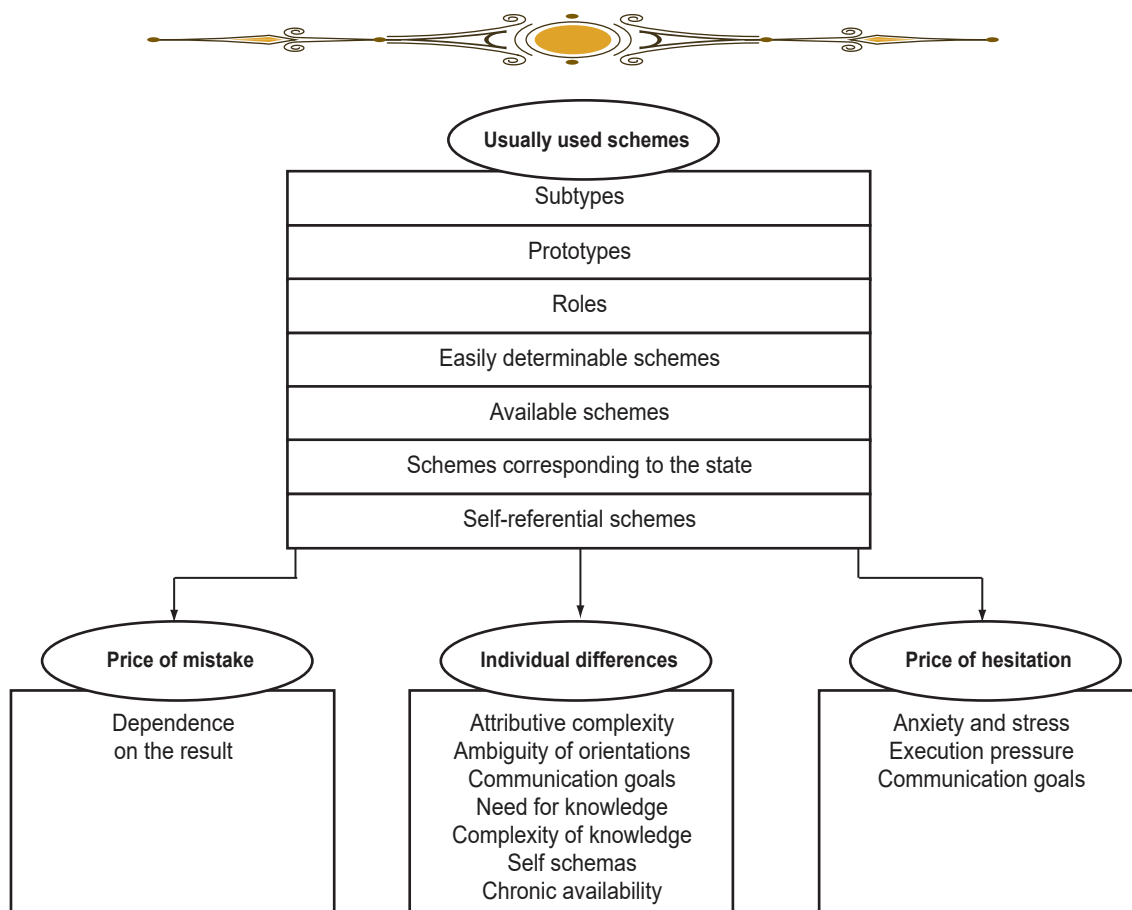 Usually used schemes
Subtypes
Prototypes
Roles
Easily determinable schemes
Available schemes
Schemes corresponding to the state
Self-referential schemes
Price of mistake
Dependence
on the result
Individual differences
Attributive complexity
Ambiguity of orientations
Communication goals
Need for knowledge
Complexity of knowledge
Self schemas
Chronic availability
Price of hesitation
Anxiety and stress
Execution pressure
Communication goals